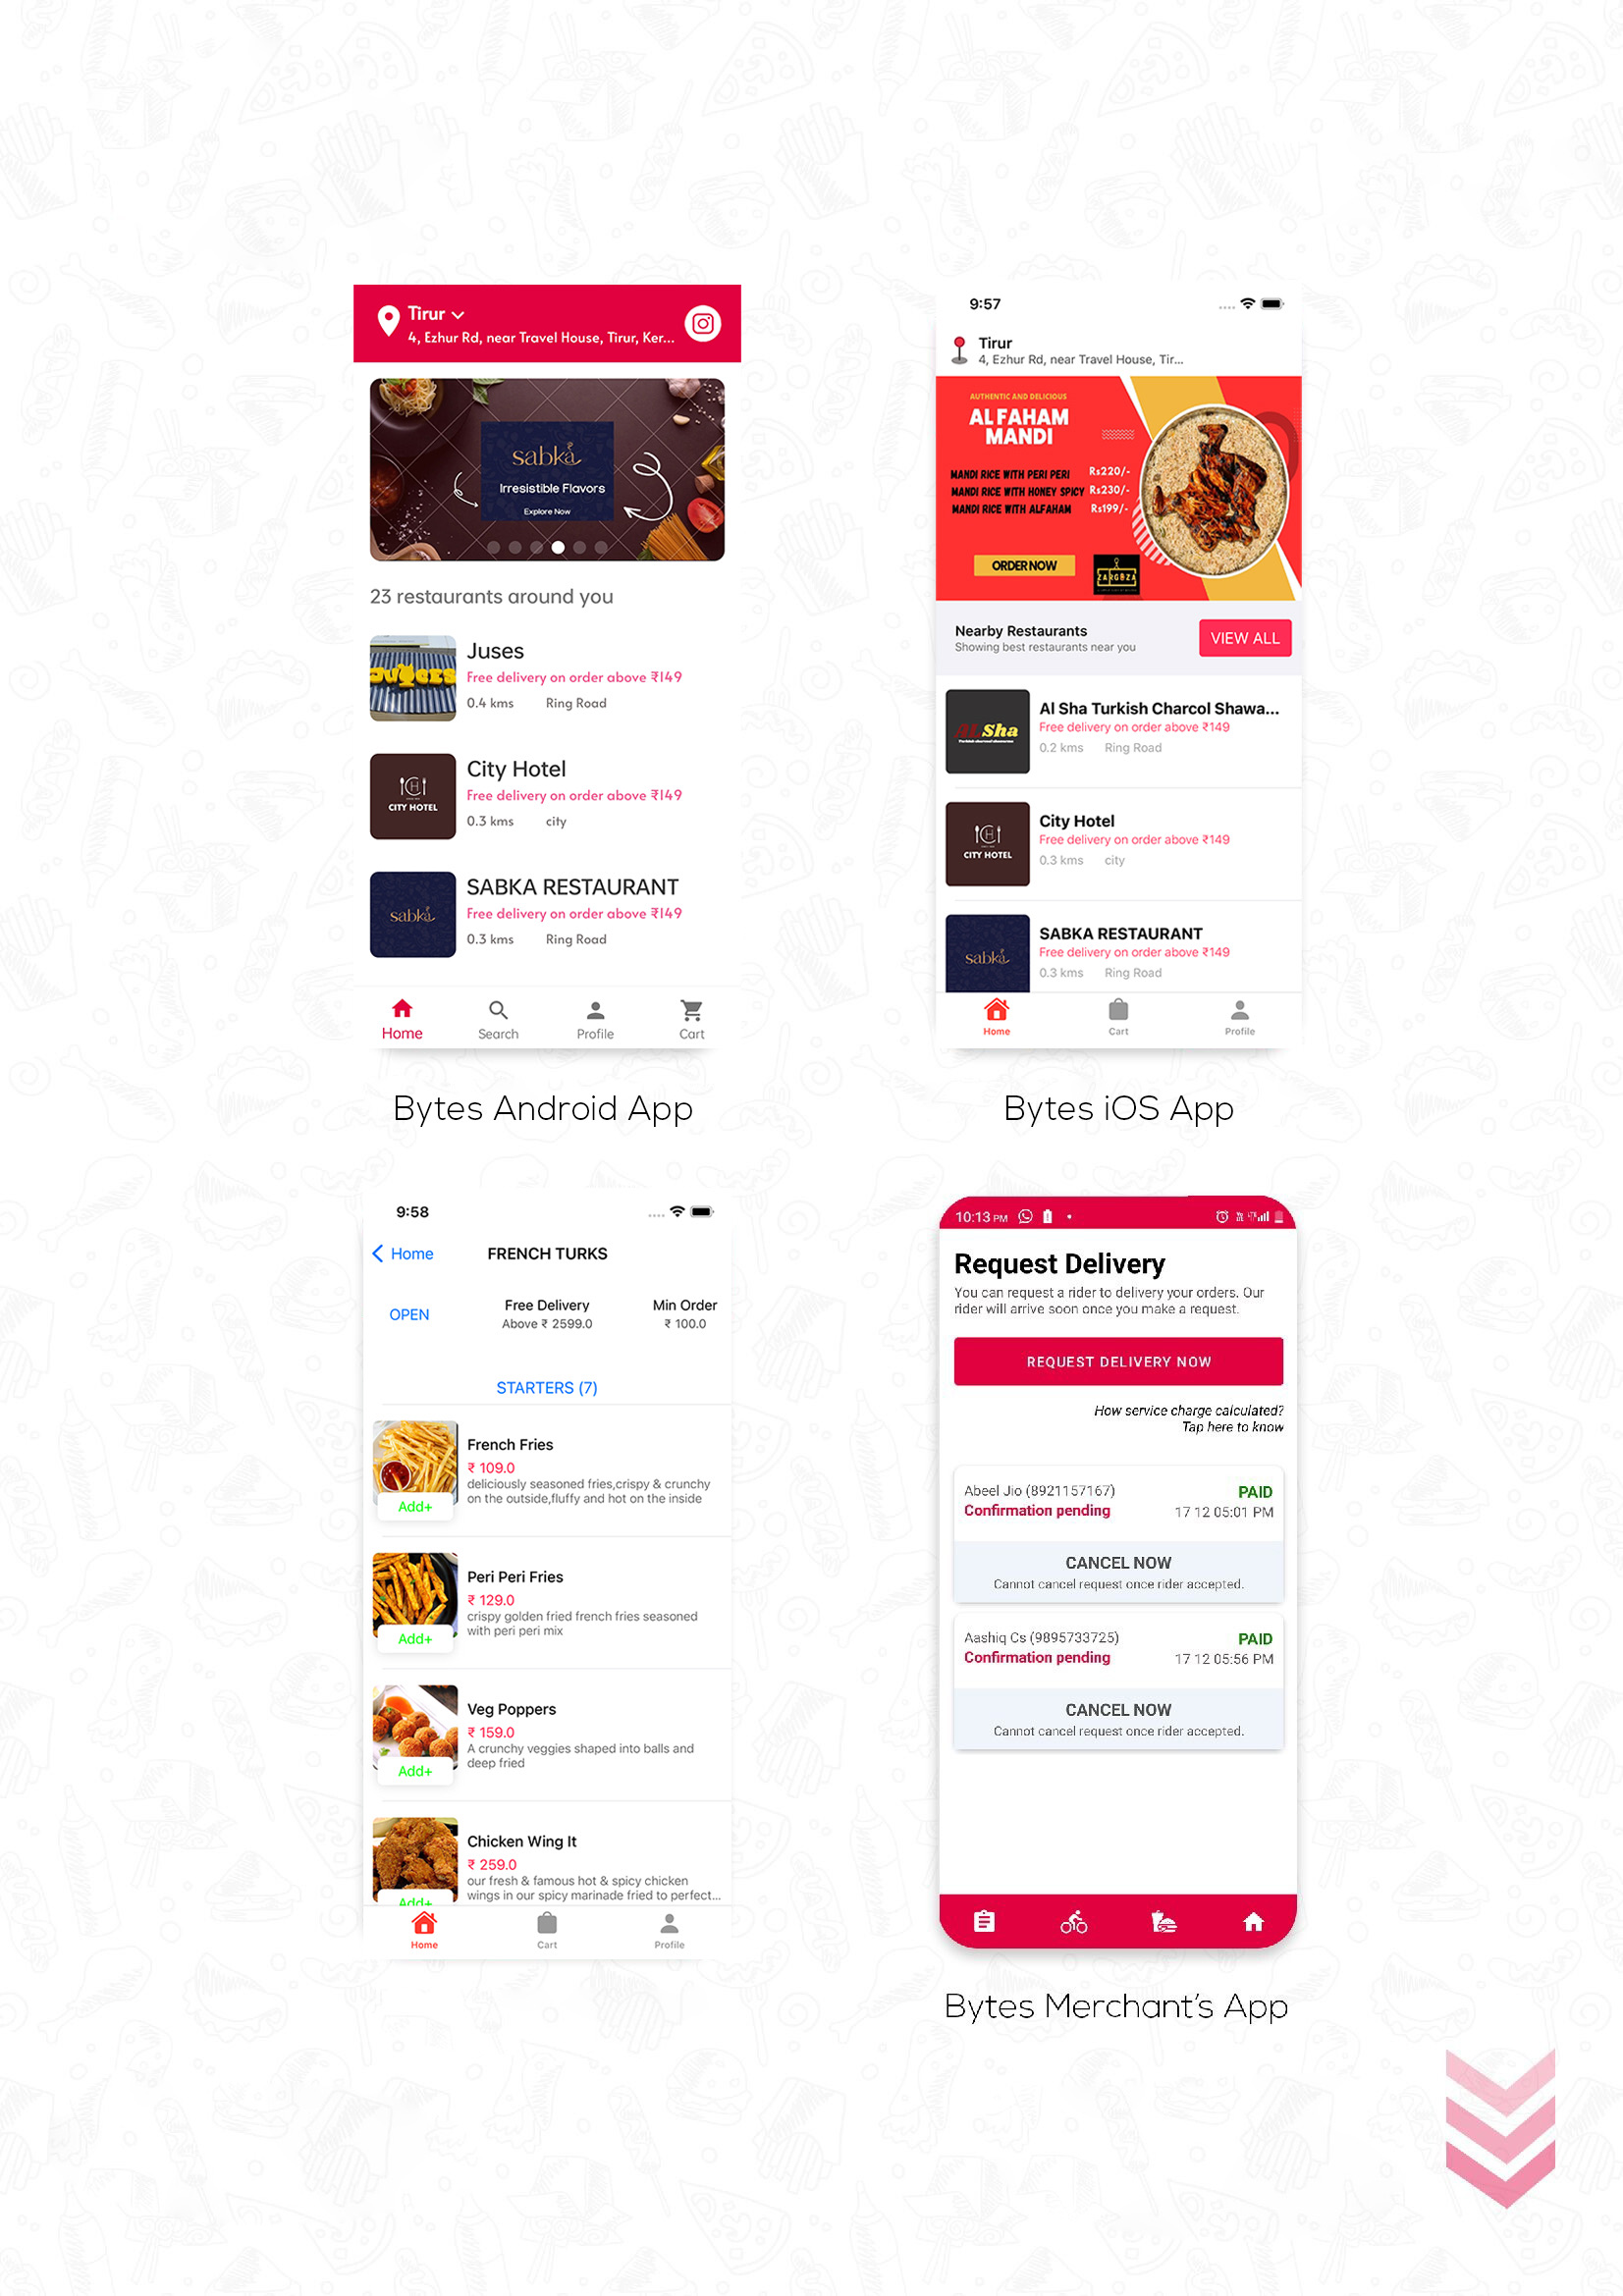 Tirur
4, Ezhur Rd, near Travel House, Tirur, Ker...
sabka
Irresistible Flavors
Explore Now
23 restaurants around you
JUICES
Juses
Free delivery on order above ₹149
0.4 kms Ring Road
CITY HOTEL
City Hotel
Free delivery on order above ₹149
0.3 kms city
sabka
SABKA RESTAURANT
Free delivery on order above ₹149
0.3 kms Ring Road
Home Search Profile Cart
Bytes Android App
9:57
Tirur
4, Ezhur Rd, near Travel House, Tir...
AUTHENTIC AND DELICIOUS
ALFAHAM
MANDI
MANDI RICE WITH PERI PERI Rs220/-
MANDI RICE WITH HONEY SPICY Rs230/-
MANDI RICE WITH ALFAHAM Rs199/-
ORDER NOW
ZARGOZA
Nearby Restaurants
Showing best restaurants near you
VIEW ALL
AL Sha
Turkish charcoal shawarma
Al Sha Turkish Charcol Shawa...
Free delivery on order above ₹149
0.2 kms Ring Road
CITY HOTEL
City Hotel
Free delivery on order above ₹149
0.3 kms city
sabka
SABKA RESTAURANT
Free delivery on order above ₹149
0.3 kms Ring Road
Home Cart Profile
Bytes iOS App
9:58
Home FRENCH TURKS
OPEN
Free Delivery
Above ₹ 2599.0
Min Order
₹ 100.0
STARTERS (7)
French Fries
₹ 109.0
deliciously seasoned fries,crispy & crunchy
on the outside,fluffy and hot on the inside
Add+
Peri Peri Fries
₹ 129.0
crispy golden fried french fries seasoned
with peri peri mix
Add+
Veg Poppers
₹ 159.0
A crunchy veggies shaped into balls and
deep fried
Add+
Chicken Wing It
₹ 259.0
our fresh & famous hot & spicy chicken
wings in our spicy marinade fried to perfect...
Add+
Home Cart Profile
10:13 PM
Request Delivery
You can request a rider to delivery your orders. Our
rider will arrive soon once you make a request.
REQUEST DELIVERY NOW
How service charge calculated?
Tap here to know
Abeel Jio (8921157167) PAID
Confirmation pending 17 12 05:01 PM
CANCEL NOW
Cannot cancel request once rider accepted.
Aashiq Cs (9895733725) PAID
Confirmation pending 17 12 05:56 PM
CANCEL NOW
Cannot cancel request once rider accepted.
Bytes Merchant's App